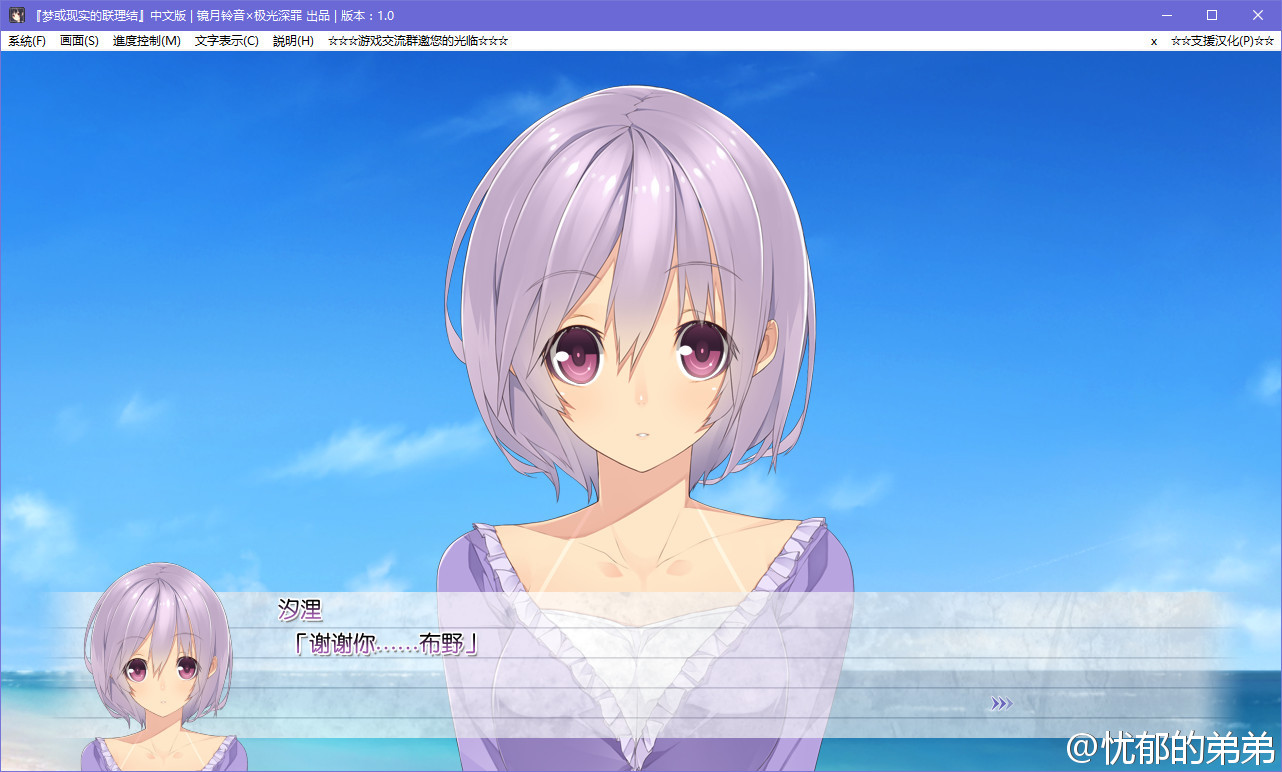 『梦或现实的联理结』中文版 | 镜月铃音×极光深罪 出品 | 版本：1.0
系统(F) 画面(S) 進度控制(M) 文字表示(C) 説明(H) ☆☆☆游戏交流群邀您的光临☆☆☆ x ☆☆支援汉化(P)☆☆
汐浬
「谢谢你……布野」
@忧郁的弟弟